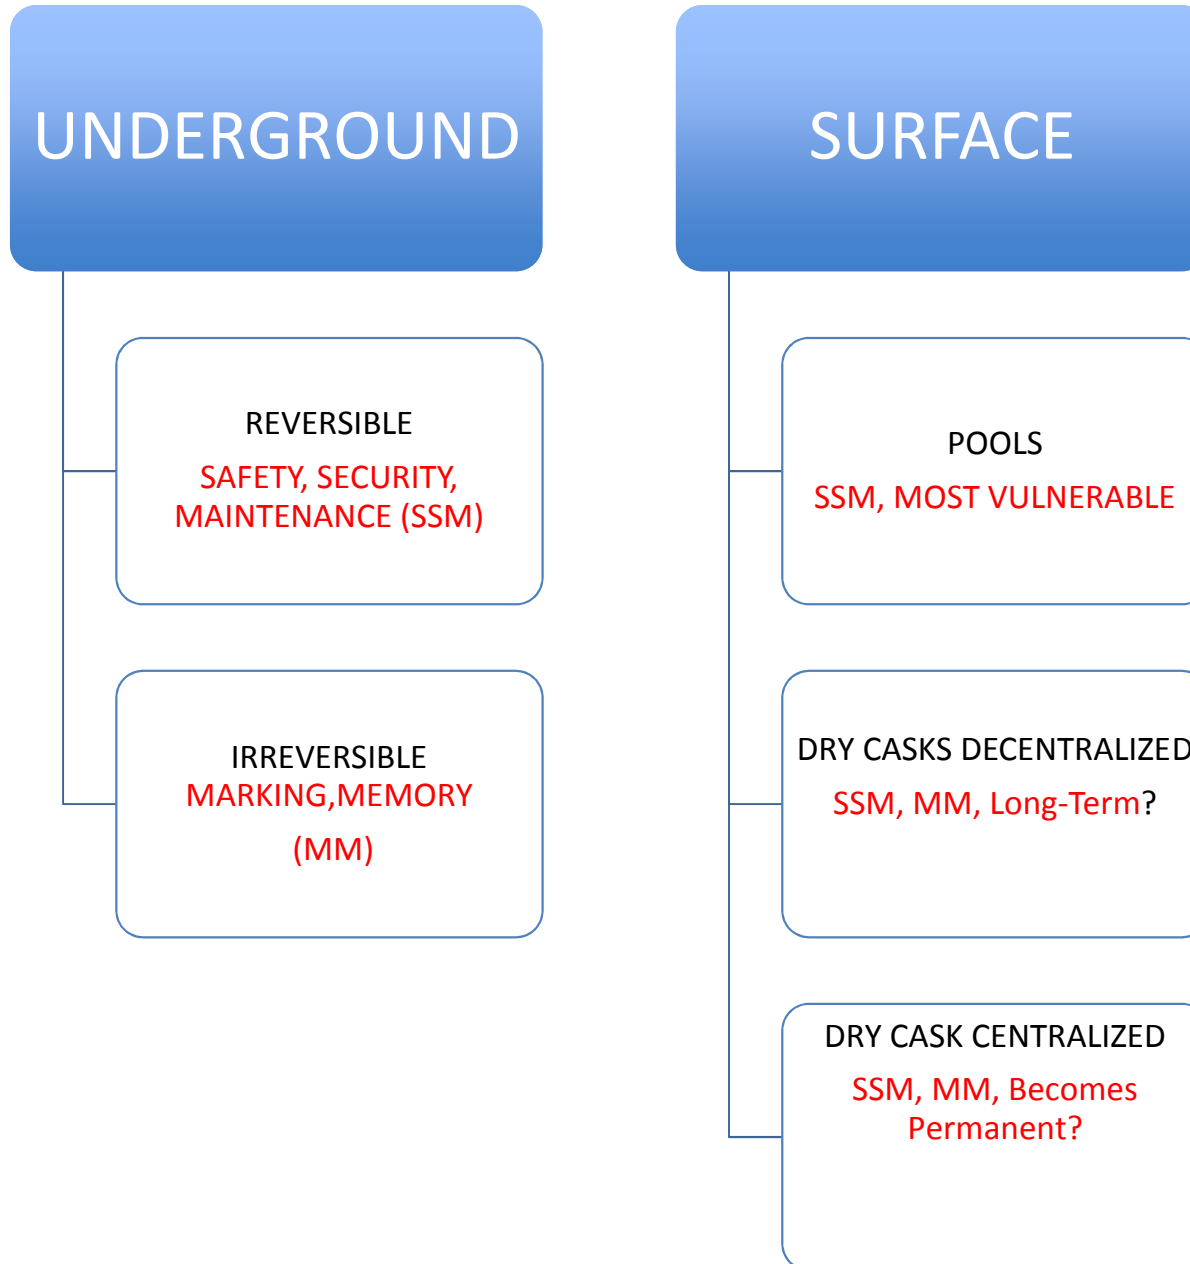 UNDERGROUND
REVERSIBLE
SAFETY, SECURITY,
MAINTENANCE (SSM)
IRREVERSIBLE
MARKING,MEMORY
(MM)
SURFACE
POOLS
SSM, MOST VULNERABLE
DRY CASKS DECENTRALIZED
SSM, MM, Long-Term?
DRY CASK CENTRALIZED
SSM, MM, Becomes
Permanent?